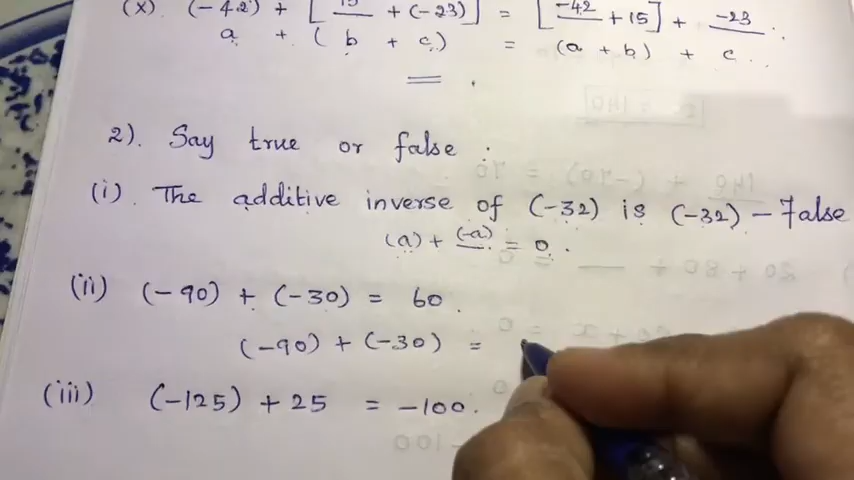 (x) (-42) + [15 + (-23)] = [-42 + 15] + -23
a + (b + c) = (a + b) + c
2). Say true or false :
(i). The additive inverse of (-32) is (-32) - False
(a) + (-a) = 0.
(ii) (-90) + (-30) = 60.
(-90) + (-30) =
(iii) (-125) + 25 = -100.